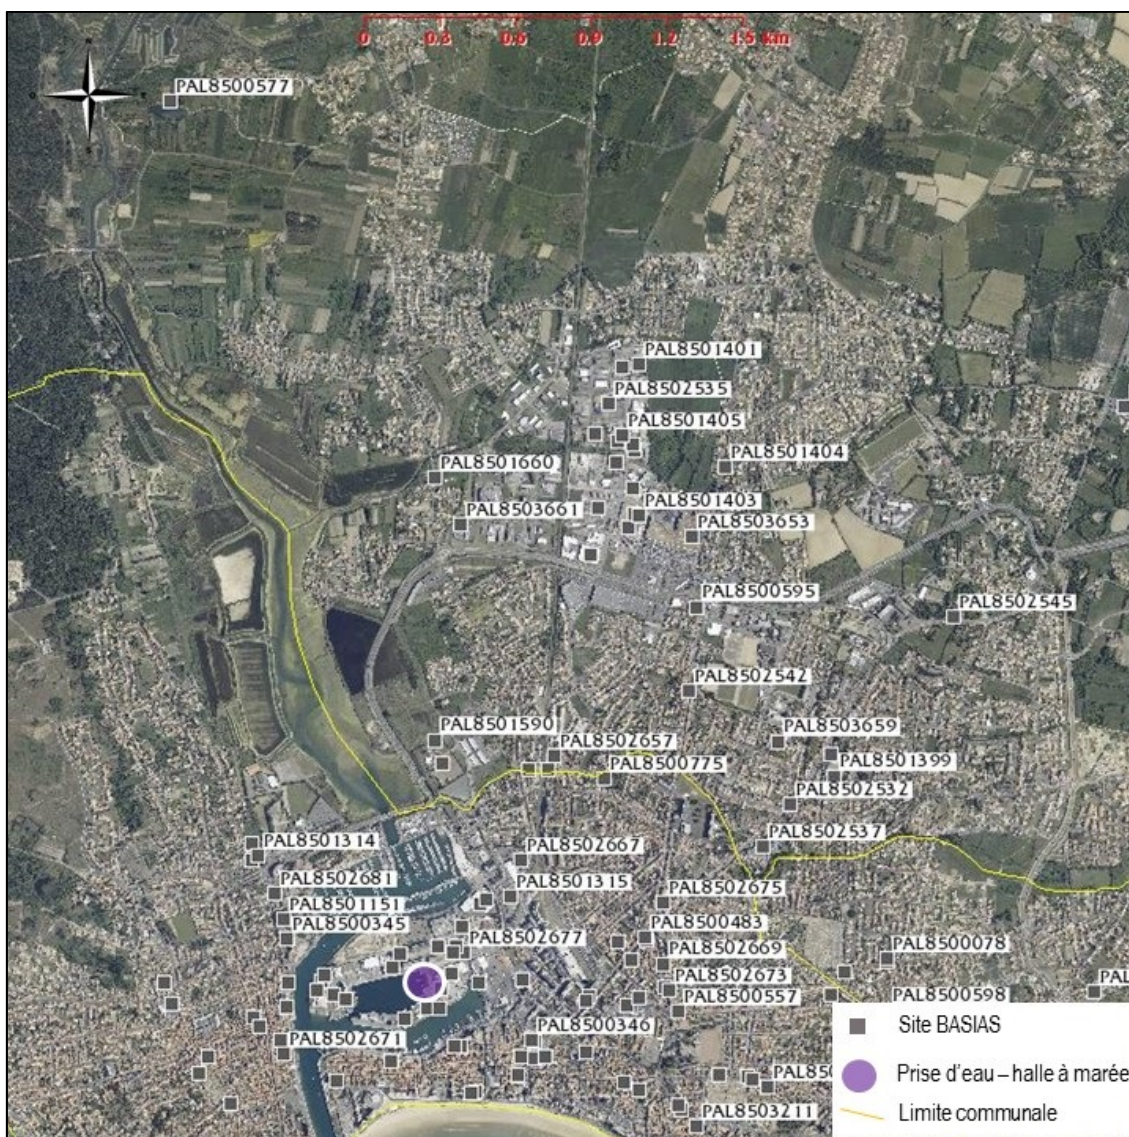 0 0.3 0.6 0.9 1.2 1.5 km
PAL8500577
PAL8501401
PAL8502535
PAL8501405
PAL8501660
PAL8501404
PAL8503661
PAL8501403
PAL8503653
PAL8500595
PAL8502545
PAL8502542
PAL8501590
PAL8502657
PAL8503659
PAL8500775
PAL8501399
PAL8502532
PAL8501314
PAL8502667
PAL8502537
PAL8502681
PAL8501315
PAL8502675
PAL8501151
PAL8500345
PAL8502677
PAL8500483
PAL8502669
PAL8500078
PAL8502673
PAL8500557
PAL8500598
PAL8500346
PAL8502671
PAL8503211
Site BASIAS
Prise d'eau – halle à marée
Limite communale